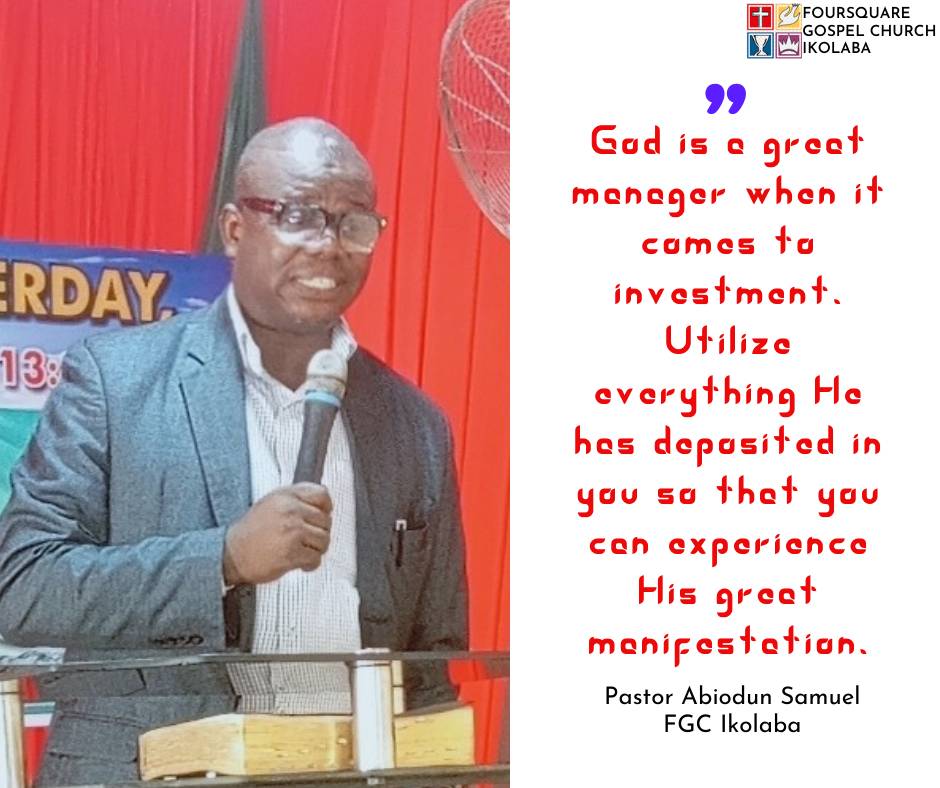 FOURSQUARE
GOSPEL CHURCH
IKOLABA
”
God is a great
manager when it
comes to
investment.
Utilize
everything He
has deposited in
you so that you
can experience
His great
manifestation.
Pastor Abiodun Samuel
FGC Ikolaba
ERDAY,
13: